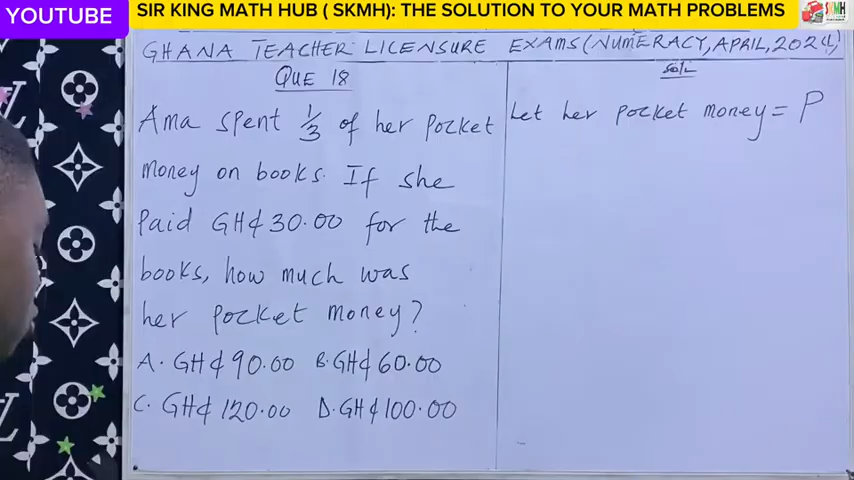 YOUTUBE
SIR KING MATH HUB ( SKMH): THE SOLUTION TO YOUR MATH PROBLEMS
SKMH
GHANA TEACHER LICENSURE EXAMS (NUMERACY, APRIL, 2024)
QUE 18
Ama spent 1/3 of her pocket
money on books. If she
Paid GH¢30.00 for the
books, how much was
her pocket money?
A. GH¢90.00 B. GH¢60.00
C. GH¢120.00 D. GH¢100.00
Soln
Let her pocket money = P